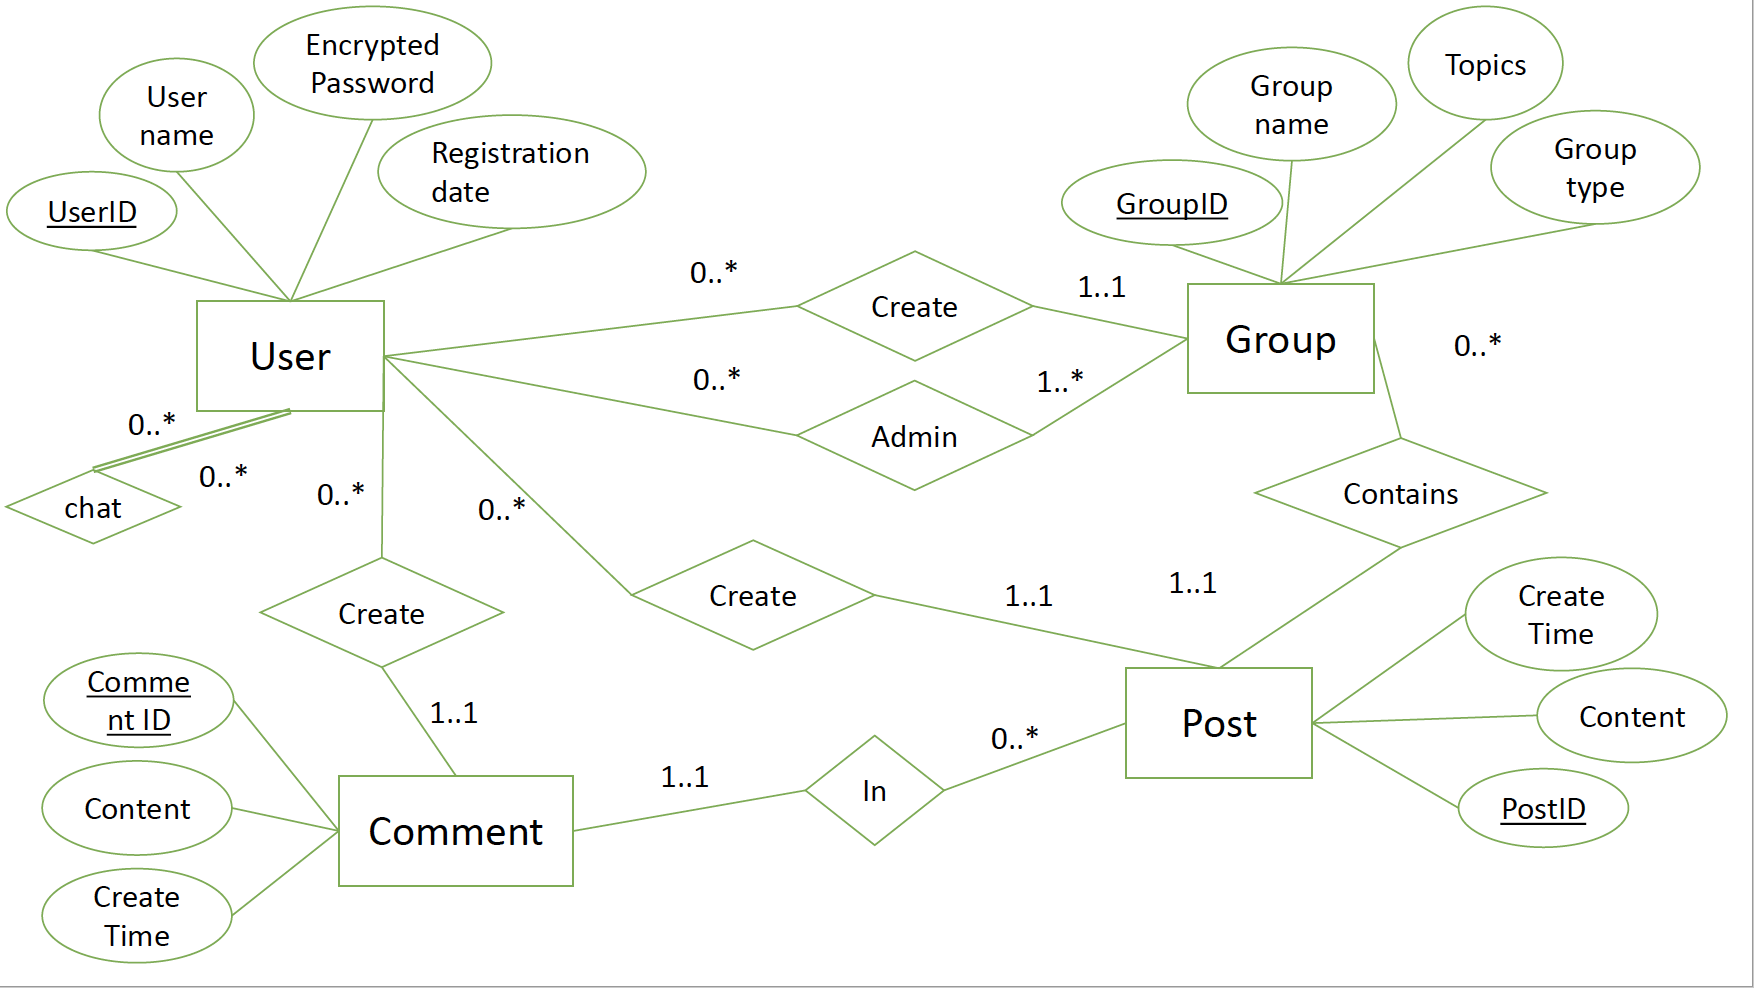 Encrypted
Password
User
name
Registration
date
UserID
Topics
Group
name
Group
type
GroupID
0..*
Create
1..1
User
Group
0..*
0..*
Admin
1..*
0..*
0..*
chat
0..*
0..*
Contains
Create
Create
1..1
1..1
Create
Time
Comme
nt ID
1..1
Content
Post
Content
1..1
In
0..*
PostID
Comment
Create
Time